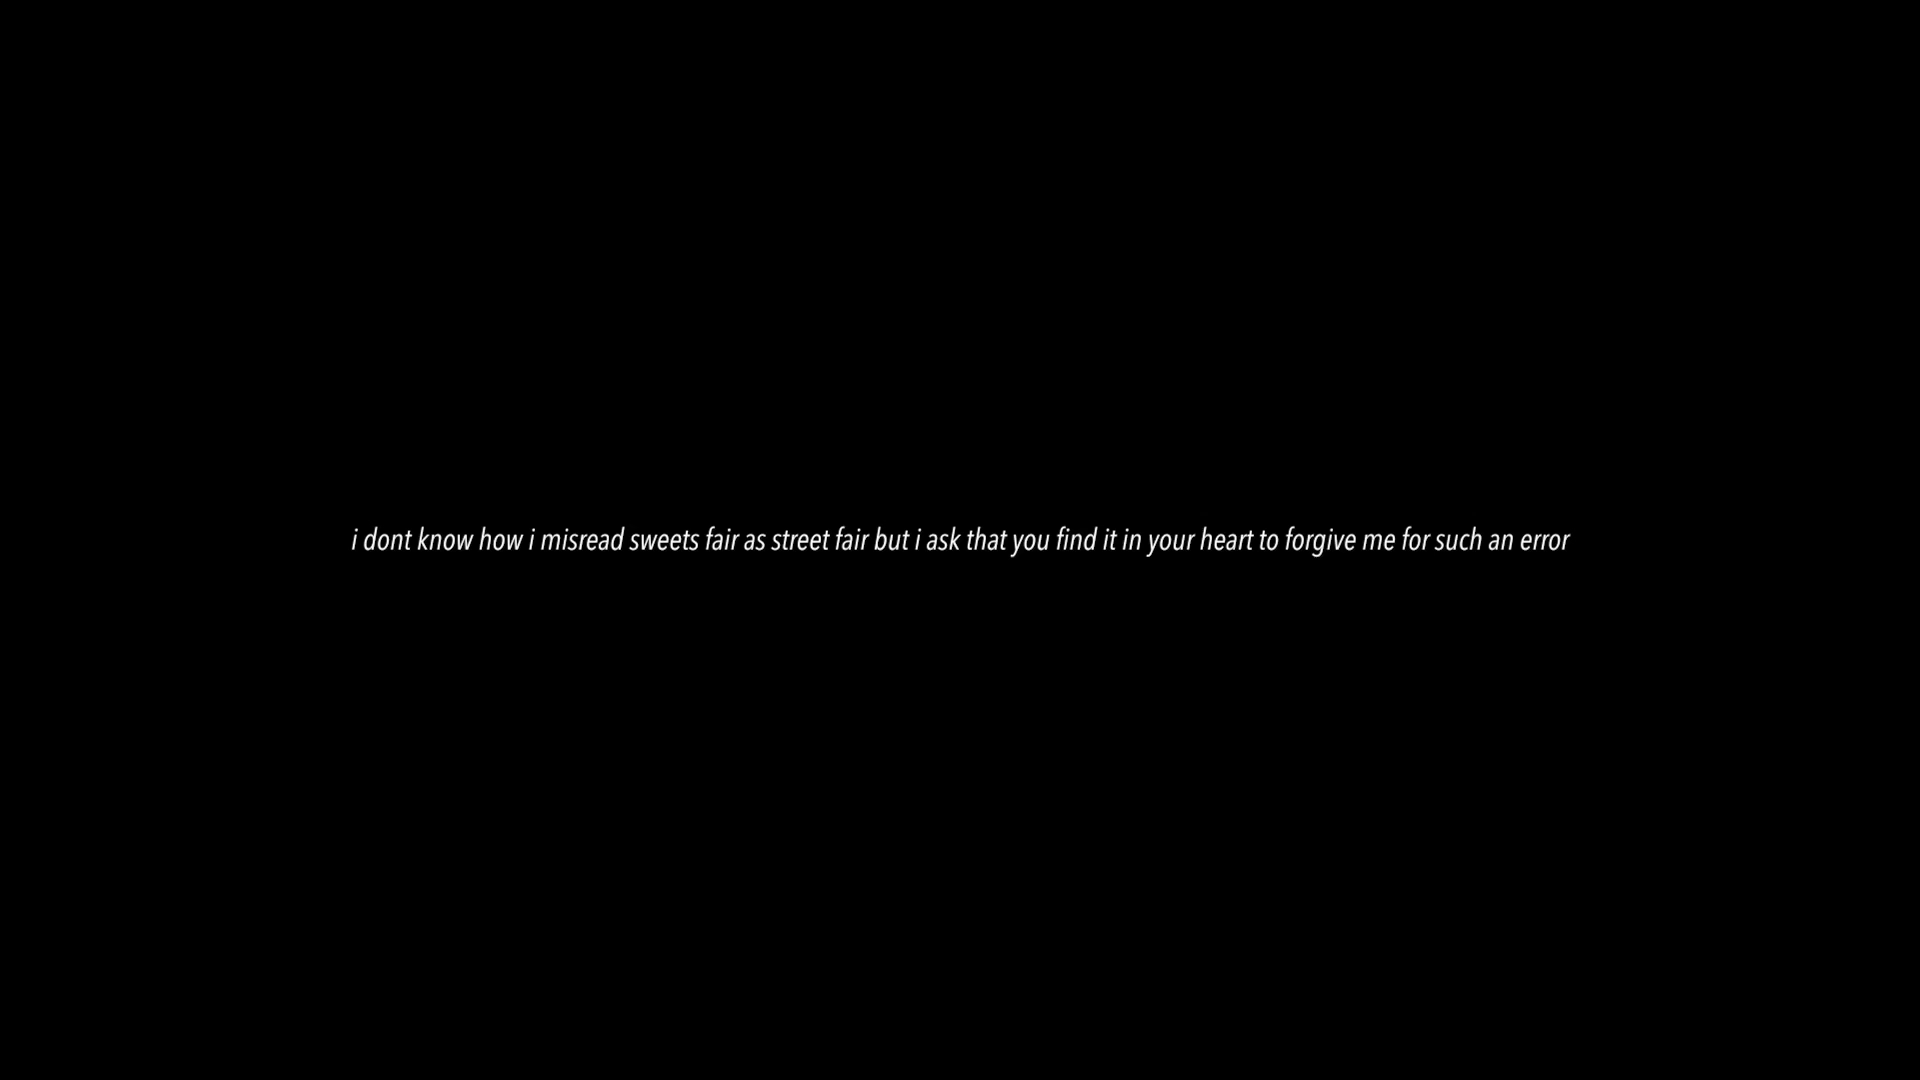 i dont know how i misread sweets fair as street fair but i ask that you find it in your heart to forgive me for such an error